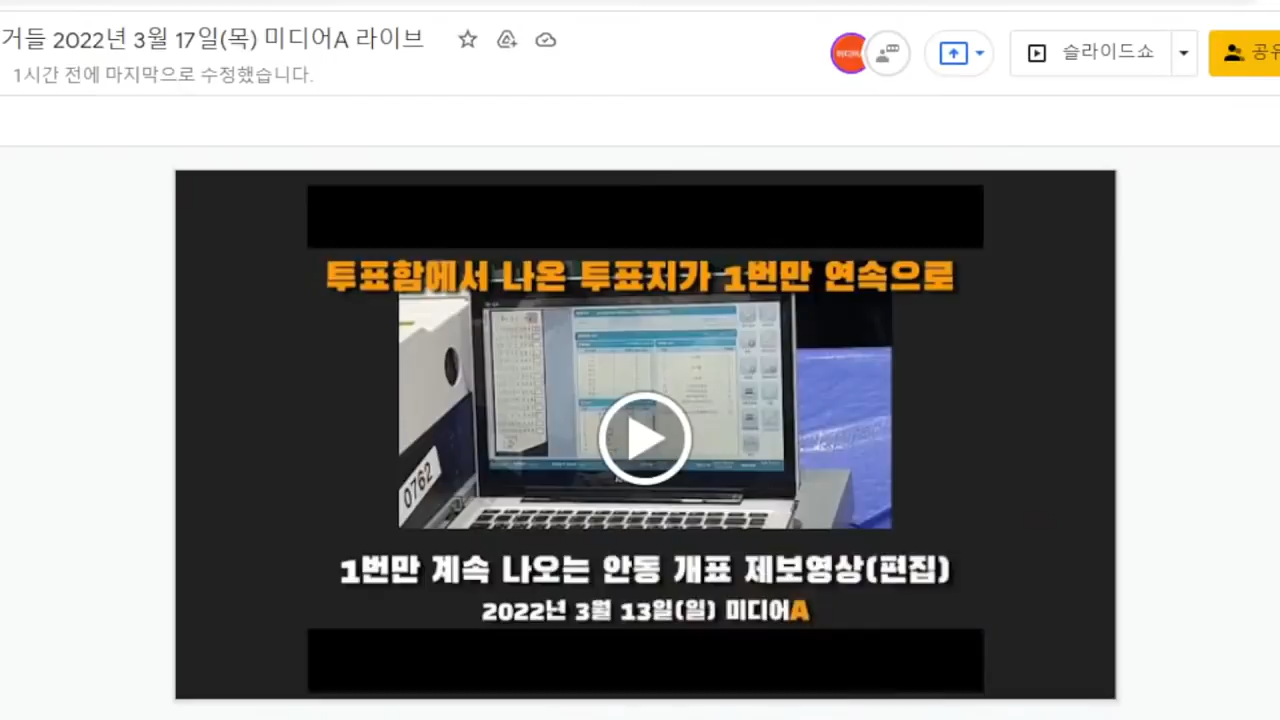 거들 2022년 3월 17일(목) 미디어A 라이브
1시간 전에 마지막으로 수정했습니다.
슬라이드쇼
투표함에서 나온 투표지가 1번만 연속으로
0762
1번만 계속 나오는 안동 개표 제보영상(편집)
2022년 3월 13일(일) 미디어A